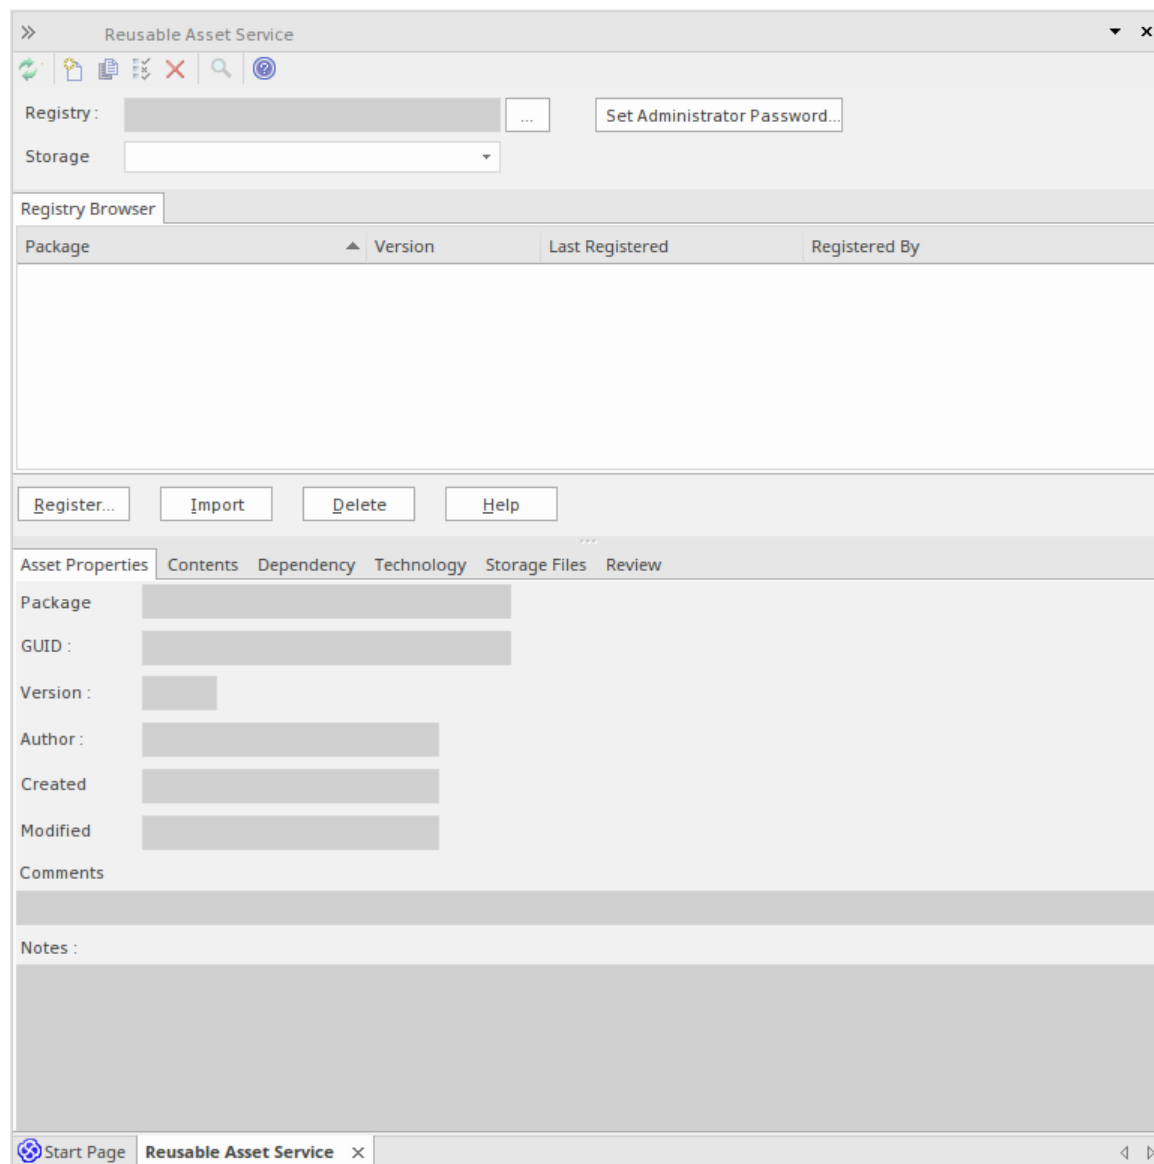 Reusable Asset Service
Registry :
...
Set Administrator Password...
Storage
Registry Browser
Package Version Last Registered Registered By
Register... Import Delete Help
Asset Properties Contents Dependency Technology Storage Files Review
Package
GUID :
Version :
Author :
Created
Modified
Comments
Notes :
Start Page Reusable Asset Service